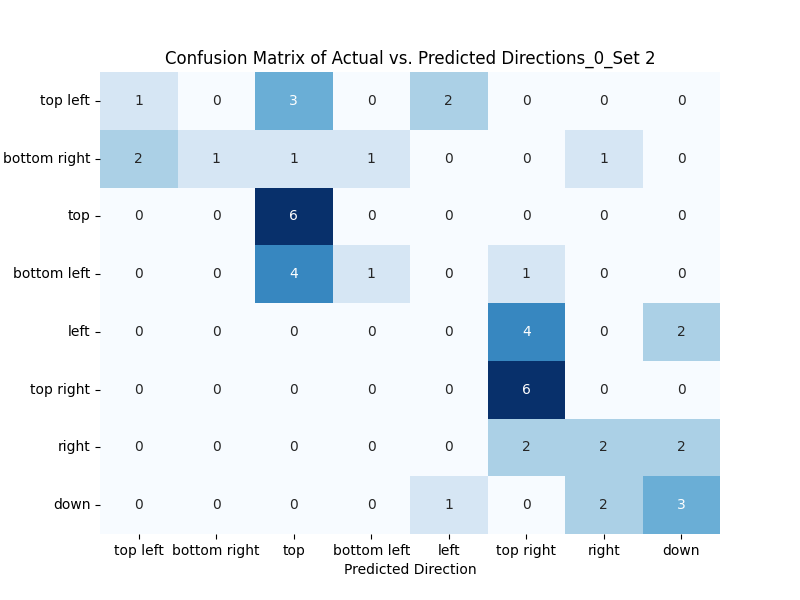 Confusion Matrix of Actual vs. Predicted Directions_0_Set 2
top left 1 0 3 0 2 0 0 0
bottom right 2 1 1 1 0 0 1 0
top 0 0 6 0 0 0 0 0
bottom left 0 0 4 1 0 1 0 0
left 0 0 0 0 0 4 0 2
top right 0 0 0 0 0 6 0 0
right 0 0 0 0 0 2 2 2
down 0 0 0 0 1 0 2 3
top left bottom right top bottom left left top right right down
Predicted Direction